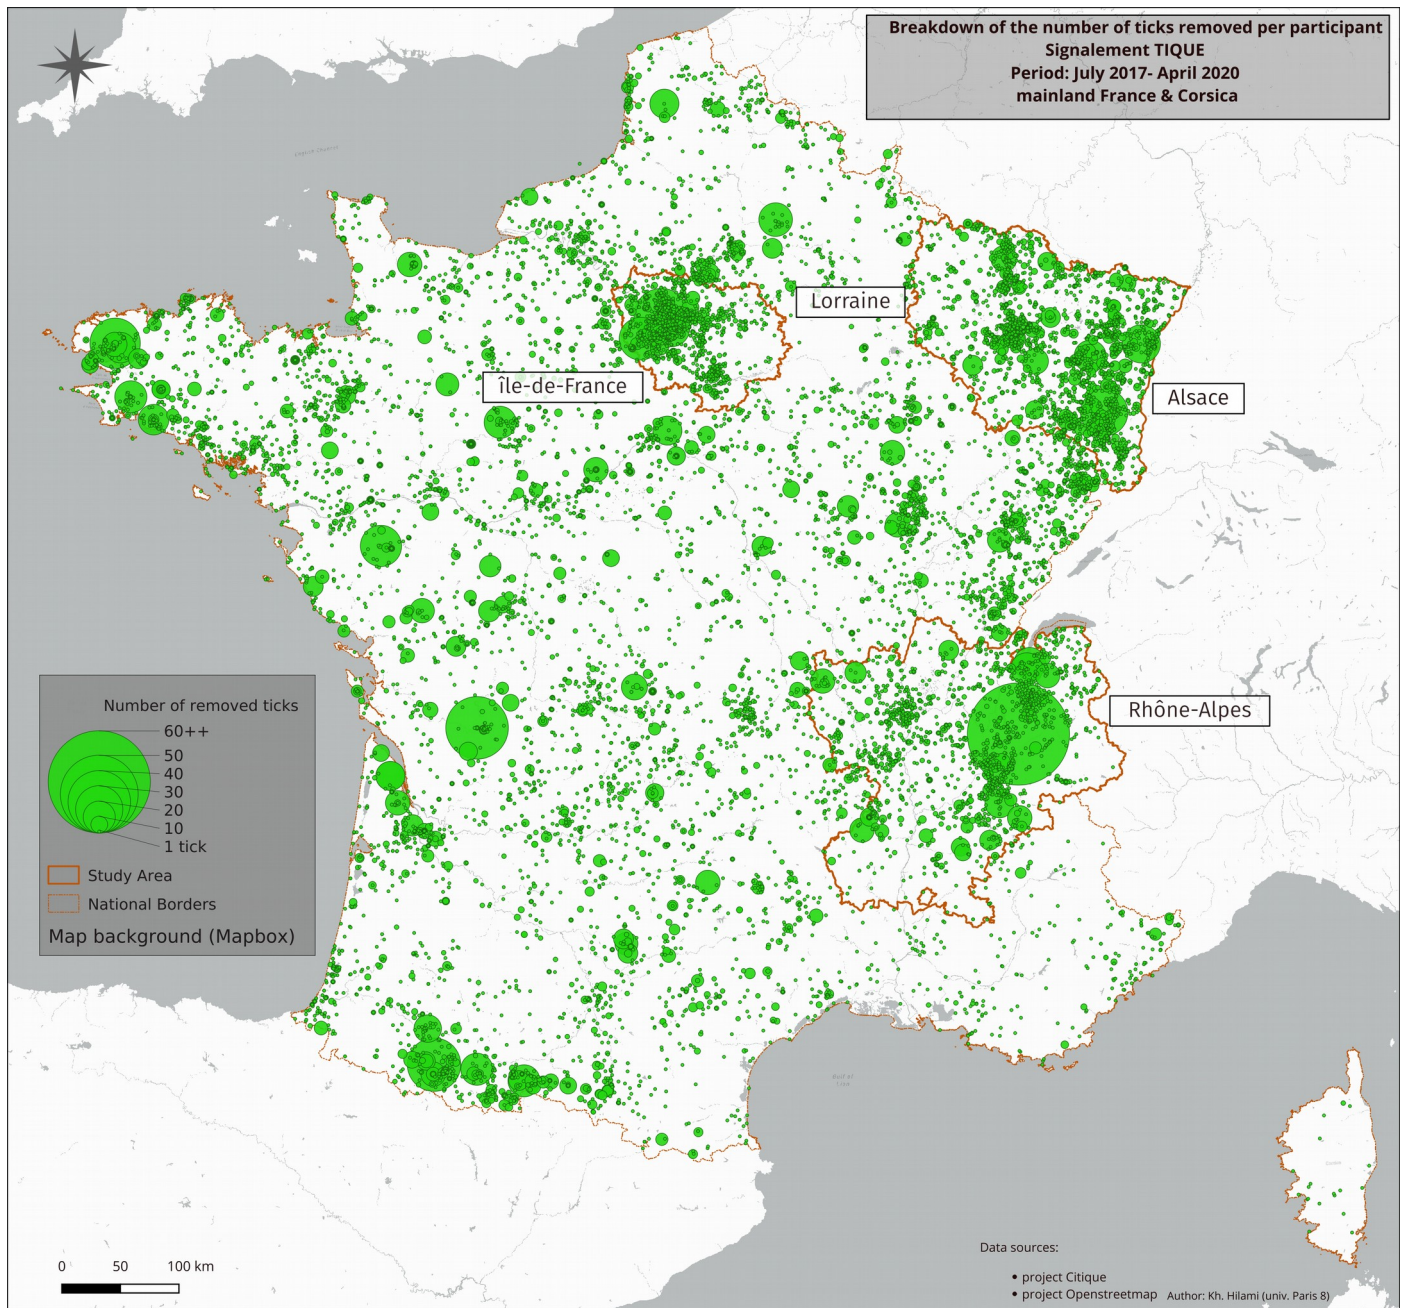 Breakdown of the number of ticks removed per participant
Signalement TIQUE
Period: July 2017- April 2020
mainland France & Corsica
Lorraine
île-de-France
Alsace
Rhône-Alpes
Number of removed ticks
60++
50
40
30
20
10
1 tick
Study Area
National Borders
Map background (Mapbox)
0 50 100 km
Data sources:
• project Citique
• project Openstreetmap Author: Kh. Hilami (univ. Paris 8)